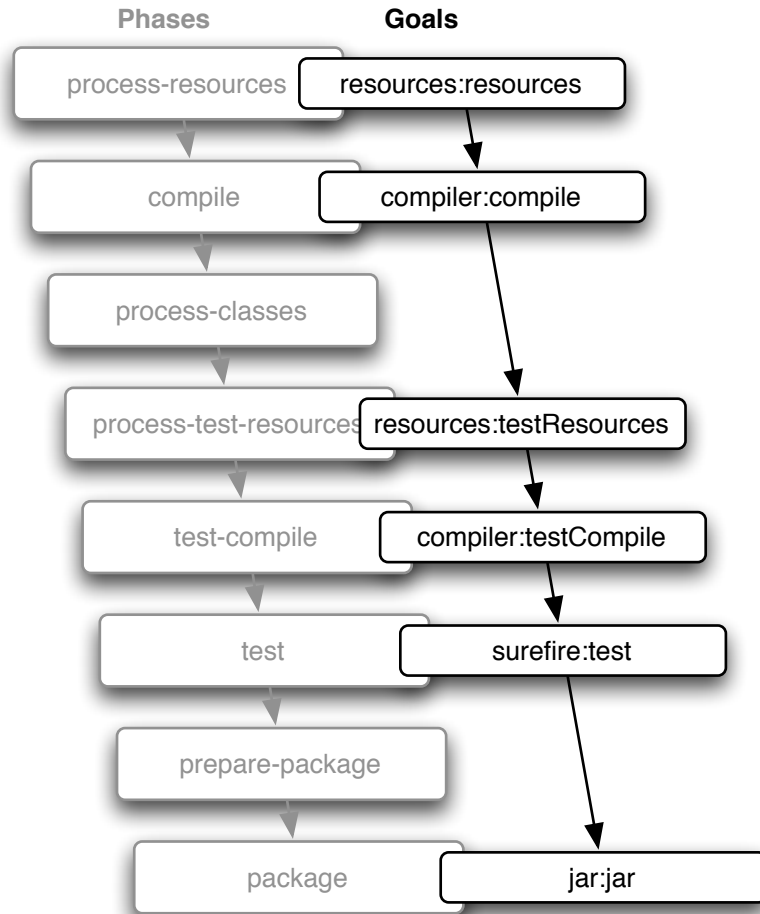 Phases Goals
process-resources resources:resources
compile compiler:compile
process-classes
process-test-resources resources:testResources
test-compile compiler:testCompile
test surefire:test
prepare-package
package jar:jar